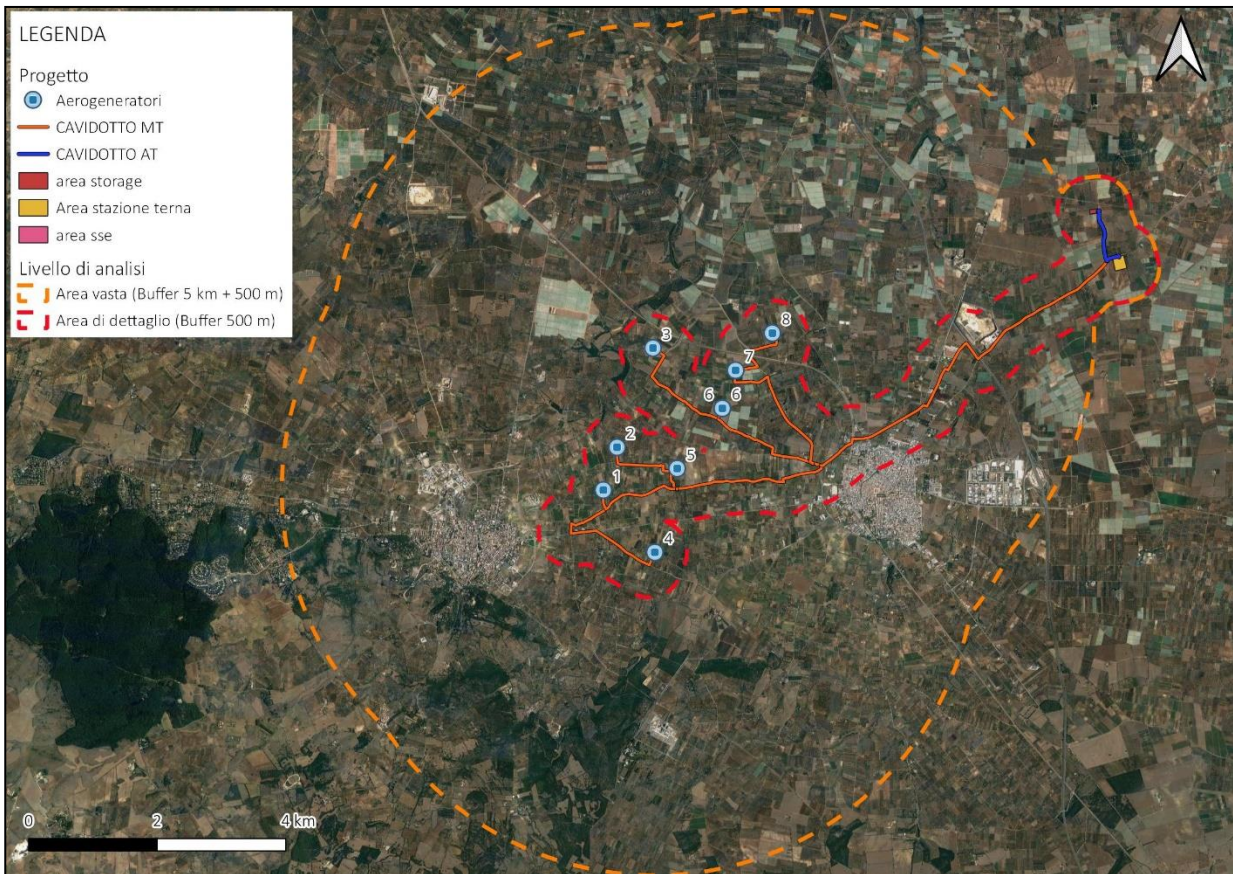 LEGENDA
Progetto
Aerogeneratori
CAVIDOTTO MT
CAVIDOTTO AT
area storage
Area stazione terna
area sse
Livello di analisi
Area vasta (Buffer 5 km + 500 m)
Area di dettaglio (Buffer 500 m)
8
3
7
6 6
2
5
1
4
0 2 4 km